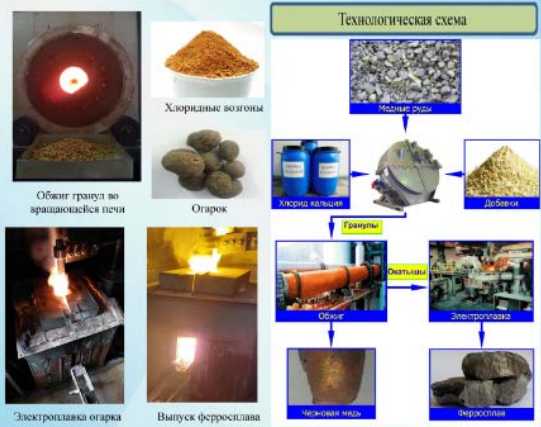 Хлоридные возгоны
Обжиг гранул во
вращающейся печи
Огарок
Электроплавка огарка
Выпуск ферросплава
Технологическая схема
Медные руды
Хлорид кальция
Добавки
Гранулы
Окатышы
Обжиг
Электроплавка
Черновая медь
Ферросплав